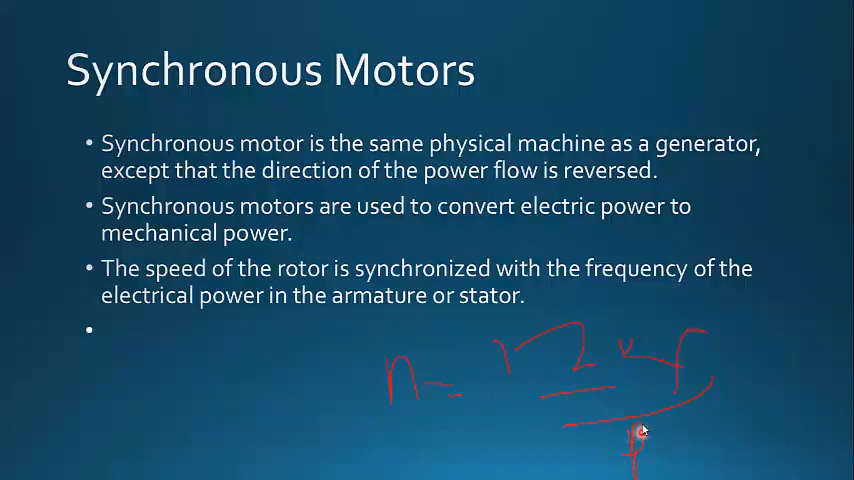 Synchronous Motors
• Synchronous motor is the same physical machine as a generator,
except that the direction of the power flow is reversed.
• Synchronous motors are used to convert electric power to
mechanical power.
• The speed of the rotor is synchronized with the frequency of the
electrical power in the armature or stator.
•
n = 120f
P